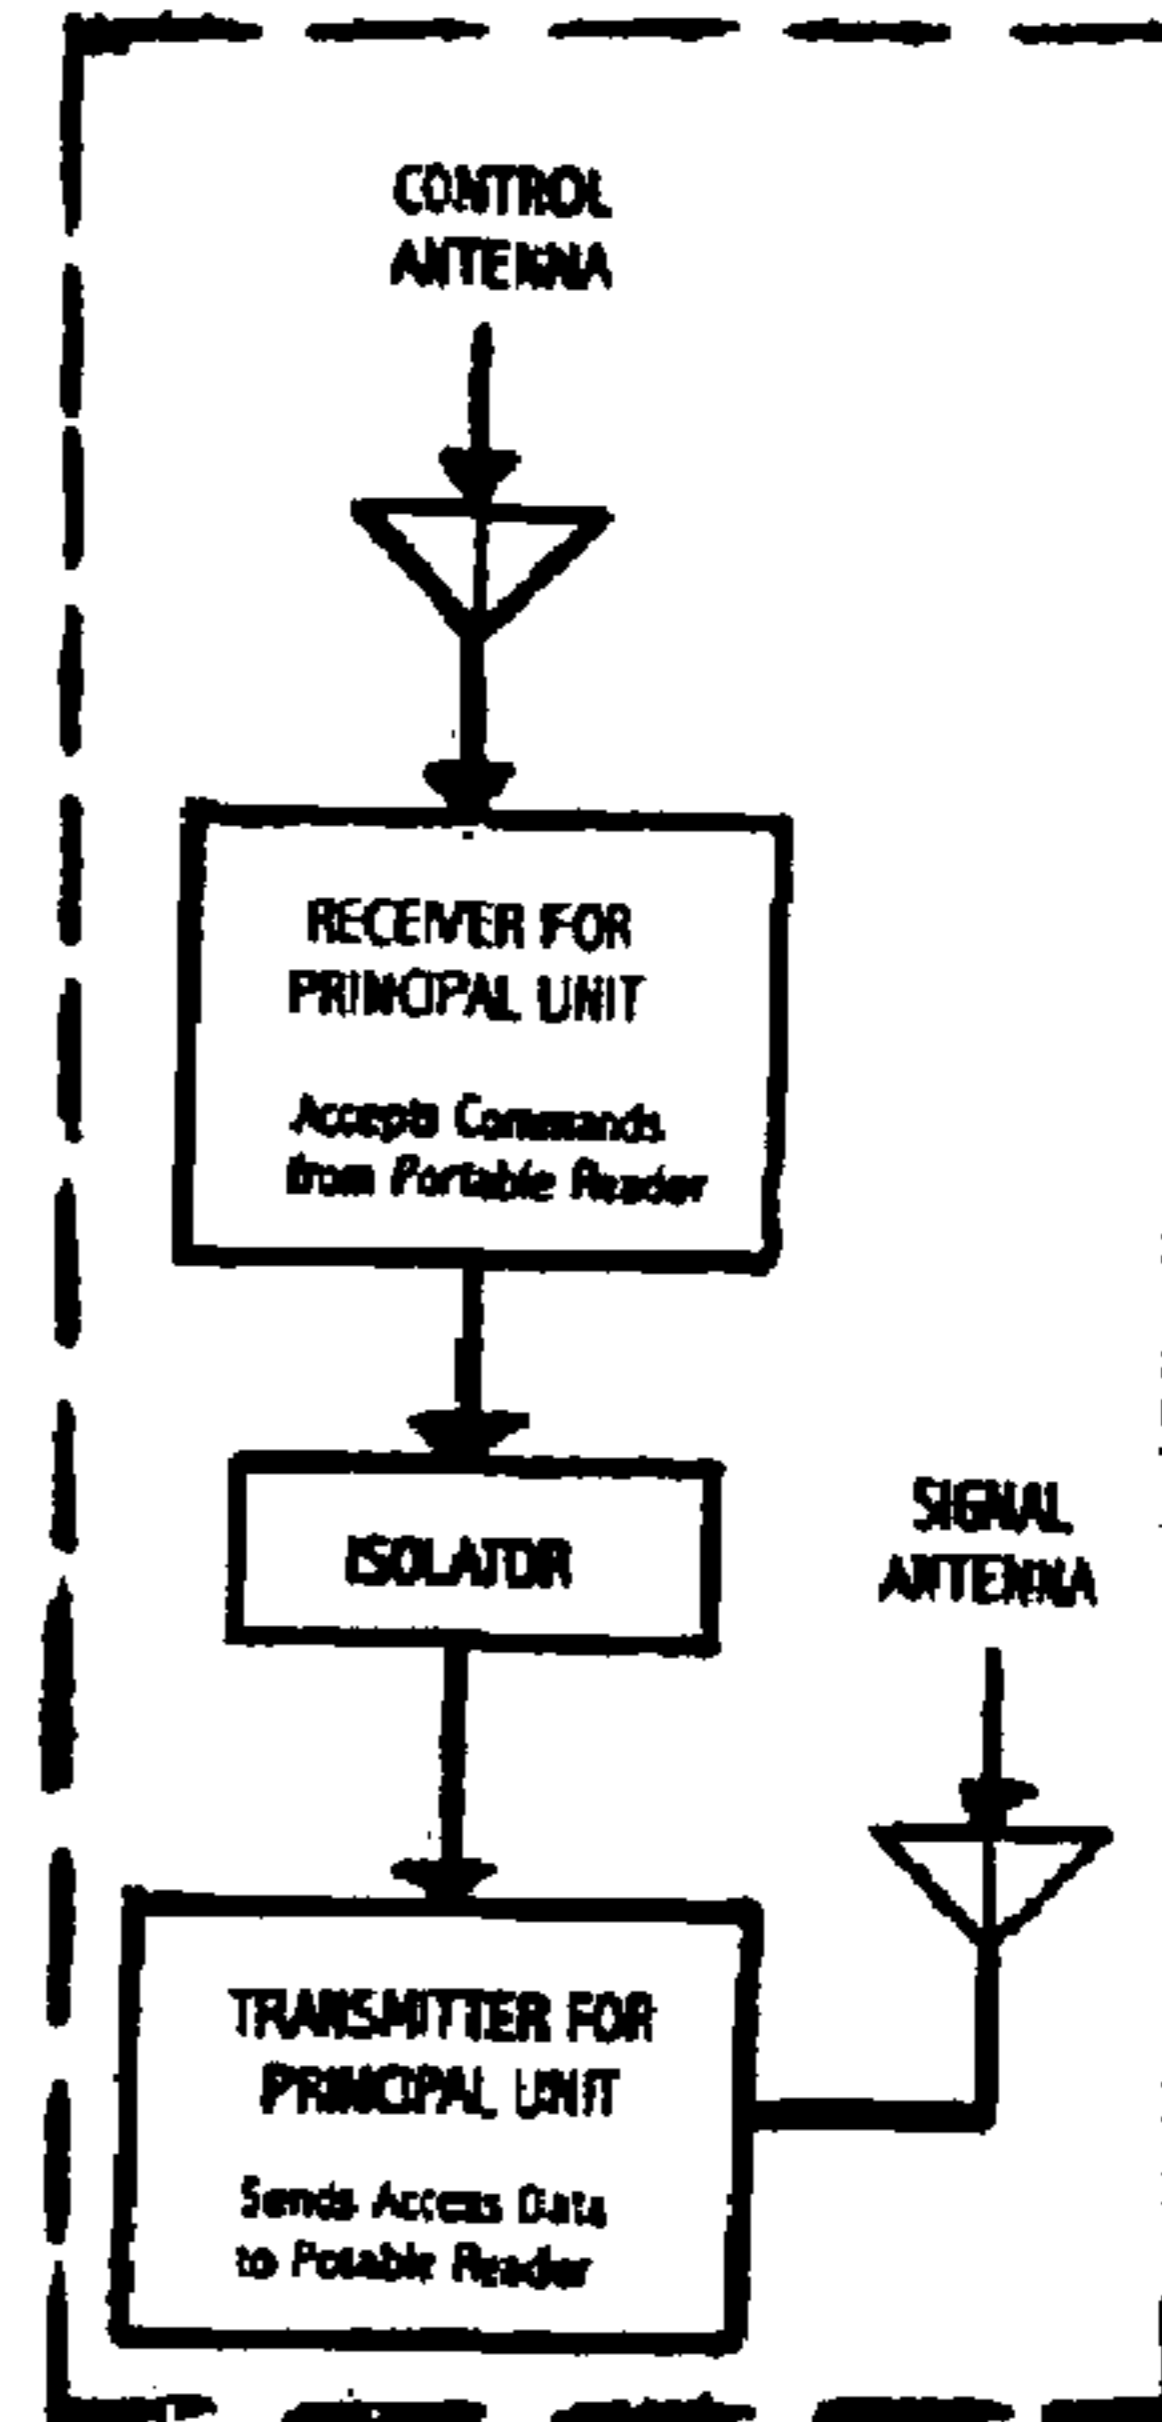 CONTROL
ANTENNA
RECEIVER FOR
PRINCIPAL UNIT
Accepts Commands
from Portable Reader
ISOLATOR
SIGNAL
ANTENNA
TRANSMITTER FOR
PRINCIPAL UNIT
Sends Access Data
to Potable Reader